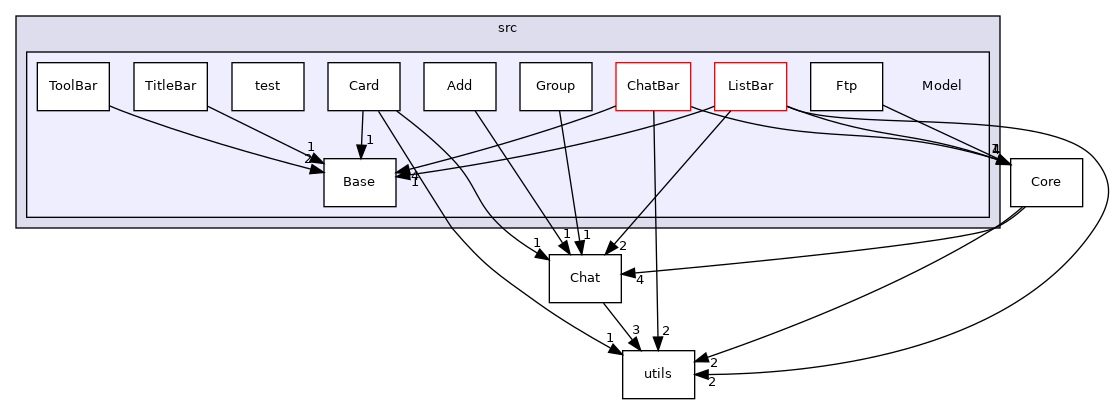 src
ToolBar
TitleBar
test
Card
Add
Group
ChatBar
ListBar
Ftp
Model
1
1
2
Base
4
1
Core
1
1
1
2
Chat
4
1
3
2
utils
2
2